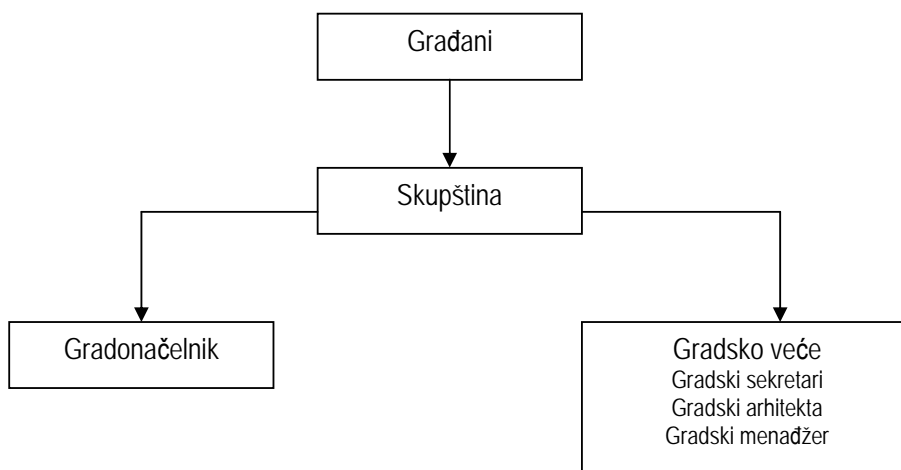 Građani
Skupština
Gradonačelnik
Gradsko veće
Gradski sekretari
Gradski arhitekta
Gradski menadžer